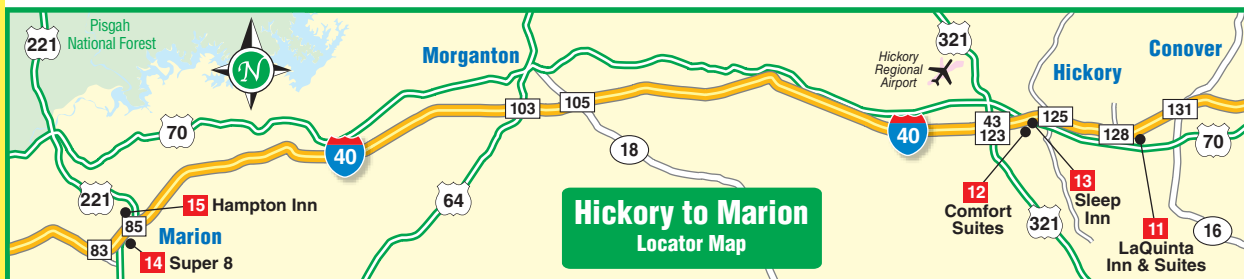 Pisgah
National Forest
221
N
70
40
Morganton
103
105
18
64
221
15 Hampton Inn
85
Marion
83
14 Super 8
Hickory to Marion
Locator Map
321
Hickory
Regional
Airport
Conover
Hickory
40
43
123
125
128
131
70
12
Comfort
Suites
13
Sleep
Inn
11
LaQuinta
Inn & Suites
321
16